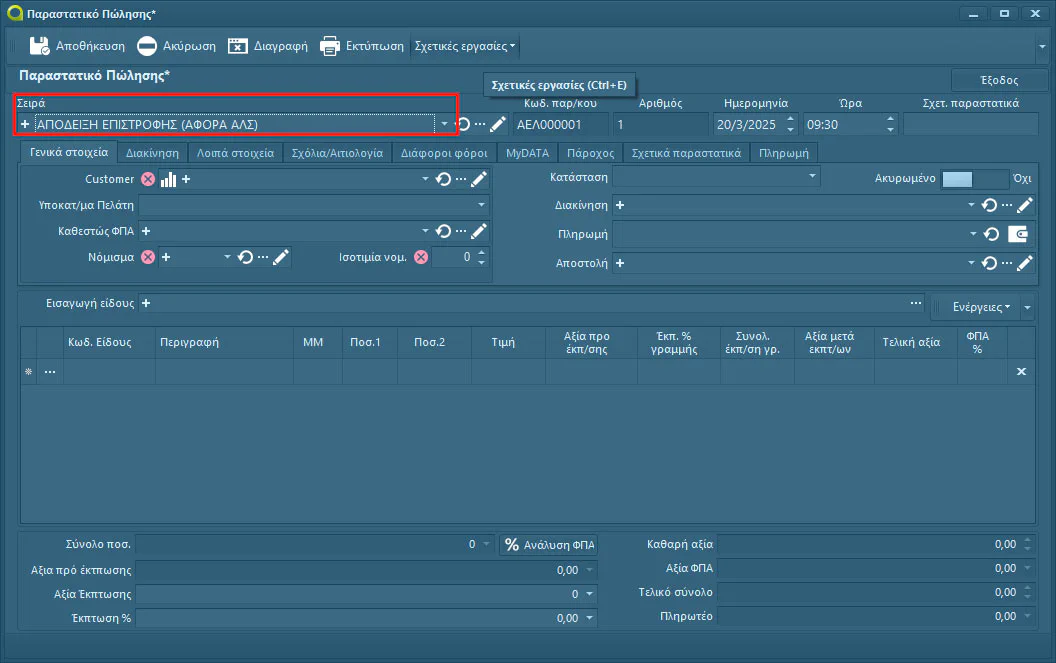 Παραστατικό Πώλησης*
Αποθήκευση Ακύρωση Διαγραφή Εκτύπωση Σχετικές εργασίες
Παραστατικό Πώλησης*
Έξοδος
Σχετικές εργασίες (Ctrl+E)
Σειρά Κωδ. παρ/κού Αριθμός Ημερομηνία Ώρα Σχετ. παραστατικά
ΑΠΟΔΕΙΞΗ ΕΠΙΣΤΡΟΦΗΣ (ΑΦΟΡΑ ΑΛΣ) ΑΕΛ000001 1 20/3/2025 09:30
Γενικά στοιχεία Διακίνηση Λοιπά στοιχεία Σχόλια/Αιτιολογία Διάφοροι φόροι MyDATA Πάροχος Σχετικά παραστατικά Πληρωμή
Customer Κατάσταση Ακυρωμένο Όχι
Υποκατ/μα Πελάτη Διακίνηση
Καθεστώς ΦΠΑ Πληρωμή
Νόμισμα Ισοτιμία νομ. 0 Αποστολή
Εισαγωγή είδους Ενέργειες
Κωδ. Είδους Περιγραφή ΜΜ Ποσ.1 Ποσ.2 Τιμή Αξία προ έκπ/σης Έκπ. % γραμμής Συνολ. έκπ/ση γρ. Αξία μετά εκπτ/ων Τελική αξία ΦΠΑ %
Σύνολο ποσ. 0 % Ανάλυση ΦΠΑ Καθαρή αξία 0,00
Αξια πρό έκτπωσης 0,00 Αξία ΦΠΑ 0,00
Αξία Έκπτωσης 0 Τελικό σύνολο 0,00
Έκπτωση % 0,00 Πληρωτέο 0,00